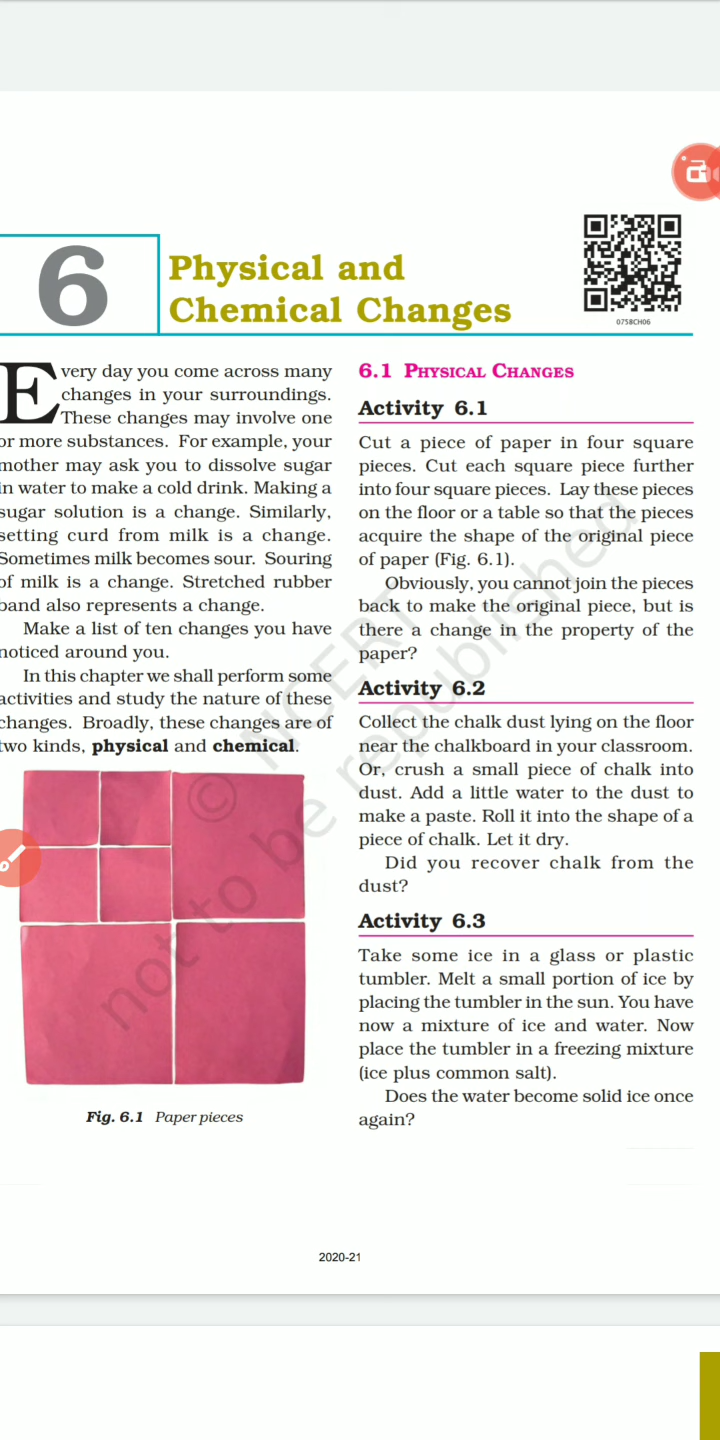 6
Physical and
Chemical Changes
0758CH06
Every day you come across many
changes in your surroundings.
These changes may involve one
or more substances. For example, your
mother may ask you to dissolve sugar
in water to make a cold drink. Making a
sugar solution is a change. Similarly,
setting curd from milk is a change.
Sometimes milk becomes sour. Souring
of milk is a change. Stretched rubber
band also represents a change.
Make a list of ten changes you have
noticed around you.
In this chapter we shall perform some
activities and study the nature of these
changes. Broadly, these changes are of
two kinds, physical and chemical.
Fig. 6.1 Paper pieces
6.1 PHYSICAL CHANGES
Activity 6.1
Cut a piece of paper in four square
pieces. Cut each square piece further
into four square pieces. Lay these pieces
on the floor or a table so that the pieces
acquire the shape of the original piece
of paper (Fig. 6.1).
Obviously, you cannot join the pieces
back to make the original piece, but is
there a change in the property of the
paper?
Activity 6.2
Collect the chalk dust lying on the floor
near the chalkboard in your classroom.
Or, crush a small piece of chalk into
dust. Add a little water to the dust to
make a paste. Roll it into the shape of a
piece of chalk. Let it dry.
Did you recover chalk from the
dust?
Activity 6.3
Take some ice in a glass or plastic
tumbler. Melt a small portion of ice by
placing the tumbler in the sun. You have
now a mixture of ice and water. Now
place the tumbler in a freezing mixture
(ice plus common salt).
Does the water become solid ice once
again?
© NCERT
not to be republished
2020-21